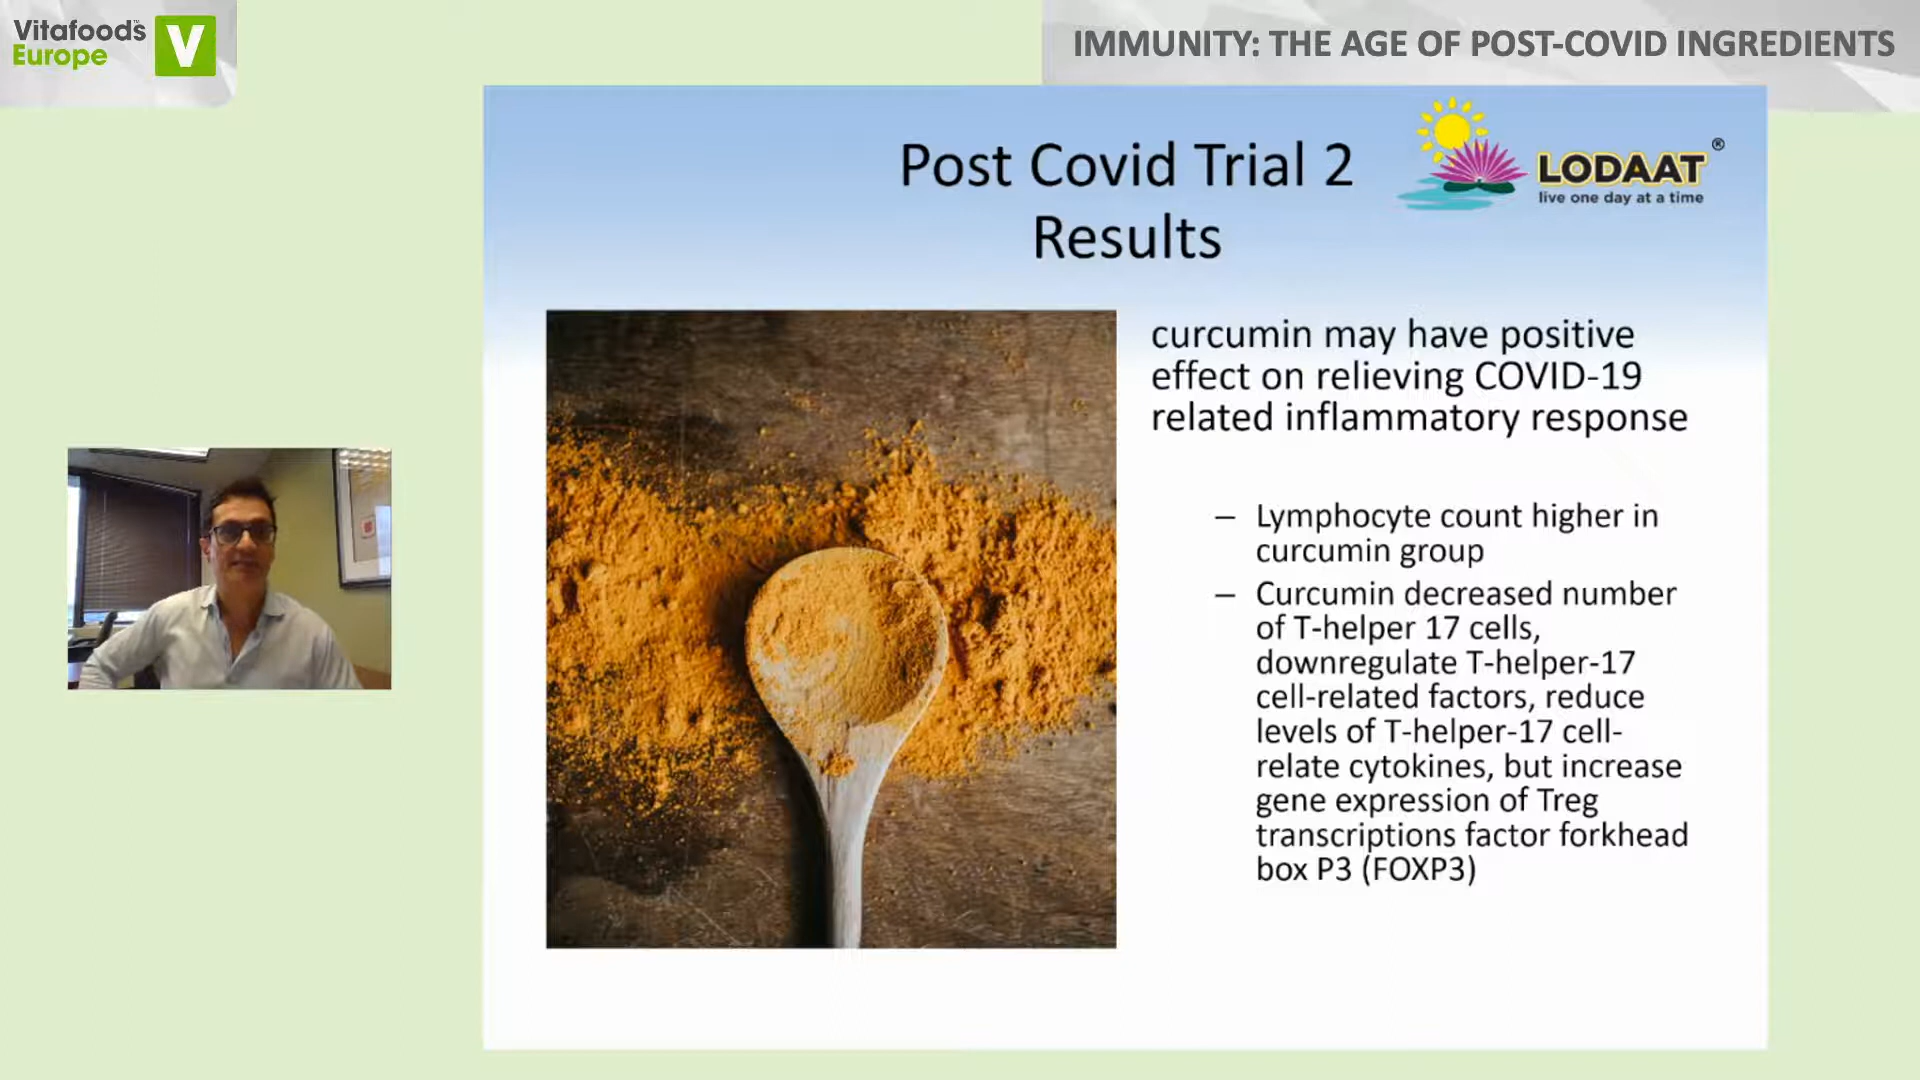 Vitafoods™
Europe
V
IMMUNITY: THE AGE OF POST-COVID INGREDIENTS
Post Covid Trial 2
Results
LODAAT®
live one day at a time
curcumin may have positive
effect on relieving COVID-19
related inflammatory response
– Lymphocyte count higher in
curcumin group
– Curcumin decreased number
of T-helper 17 cells,
downregulate T-helper-17
cell-related factors, reduce
levels of T-helper-17 cell-
relate cytokines, but increase
gene expression of Treg
transcriptions factor forkhead
box P3 (FOXP3)